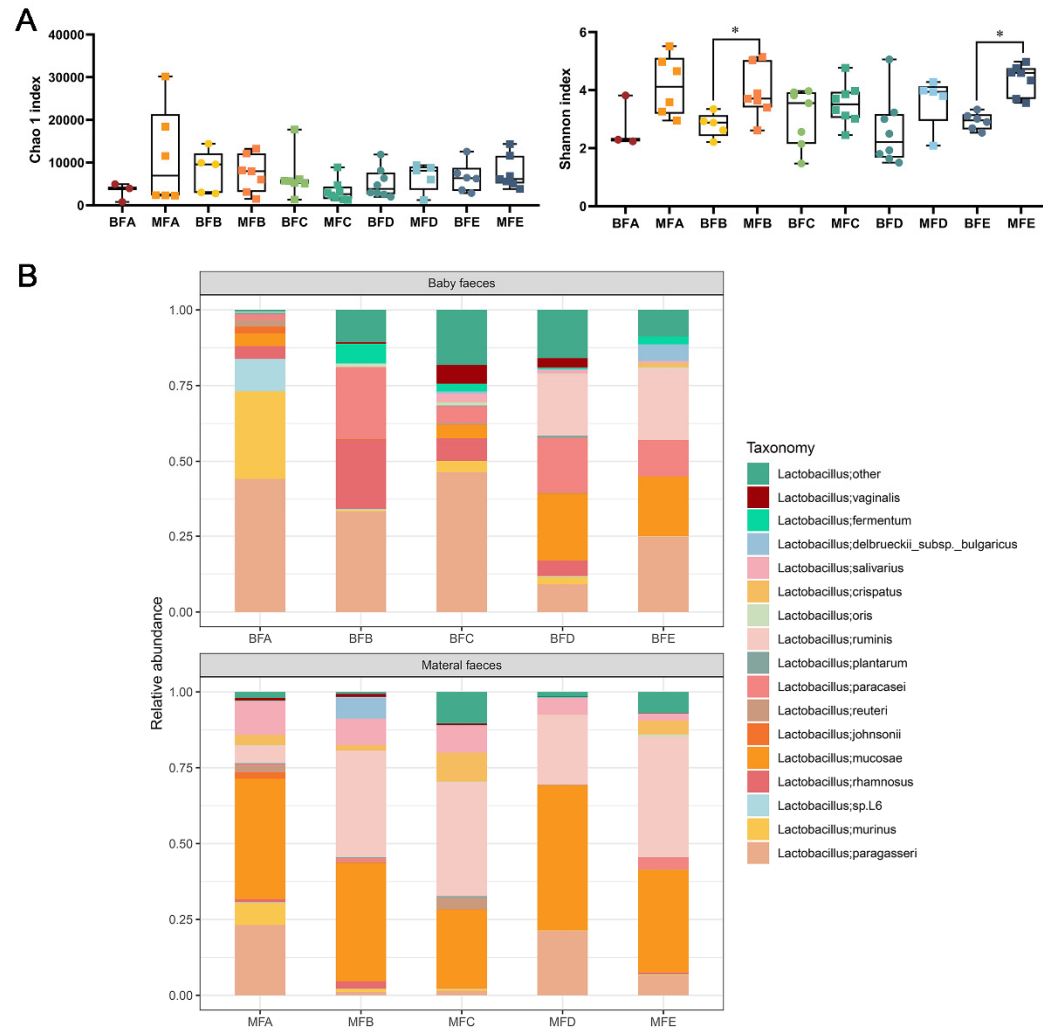 A
Chao 1 index
40000
30000
20000
10000
0
BFA MFA BFB MFB BFC MFC BFD MFD BFE MFE
Shannon index
6
4
2
0
*
*
BFA MFA BFB MFB BFC MFC BFD MFD BFE MFE
B
Relative abundance
Baby faeces
1.00
0.75
0.50
0.25
0.00
BFA BFB BFC BFD BFE
Materal faeces
1.00
0.75
0.50
0.25
0.00
MFA MFB MFC MFD MFE
Taxonomy
Lactobacillus;other
Lactobacillus;vaginalis
Lactobacillus;fermentum
Lactobacillus;delbrueckii_subsp._bulgaricus
Lactobacillus;salivarius
Lactobacillus;crispatus
Lactobacillus;oris
Lactobacillus;ruminis
Lactobacillus;plantarum
Lactobacillus;paracasei
Lactobacillus;reuteri
Lactobacillus;johnsonii
Lactobacillus;mucosae
Lactobacillus;rhamnosus
Lactobacillus;sp.L6
Lactobacillus;murinus
Lactobacillus;paragasseri